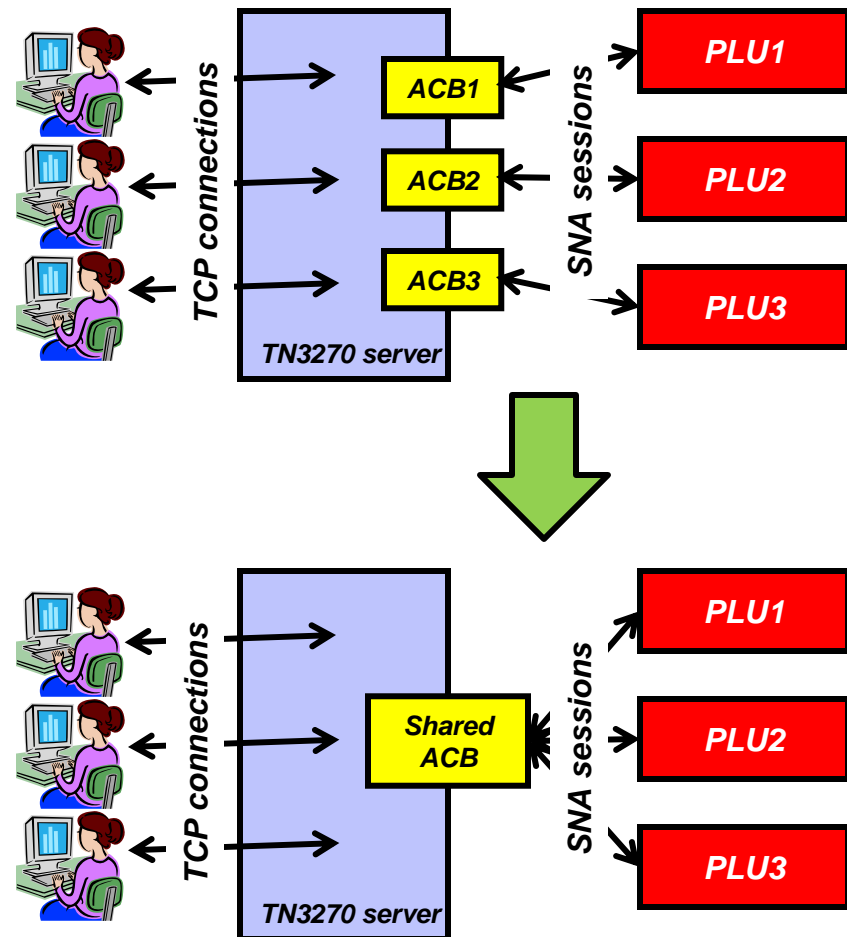 TCP connections
ACB1
ACB2
ACB3
TN3270 server
SNA sessions
PLU1
PLU2
PLU3
TCP connections
Shared
ACB
TN3270 server
SNA sessions
PLU1
PLU2
PLU3